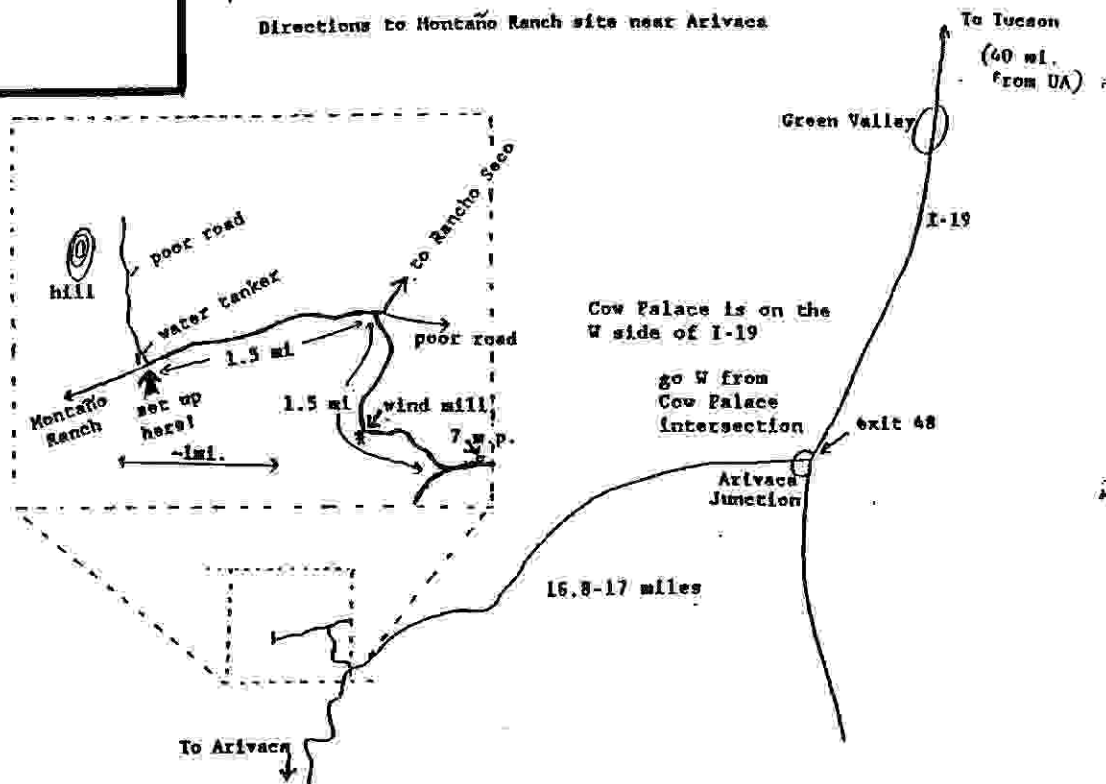 Directions to Montaño Ranch site near Arivaca
To Tucson
(40 mi.
from UA)
Green Valley
I-19
to Rancho Seco
poor road
hill
water tanker
1.5 mi
poor road
Montaño
Ranch
set up
here!
1.5 mi
wind mill
7 m.p.
~1mi.
Cow Palace is on the
W side of I-19
go W from
Cow Palace
intersection
exit 48
Arivaca
Junction
16.8-17 miles
To Arivaca